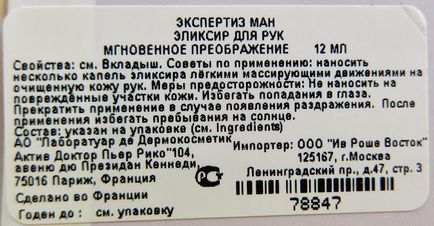 ЭКСПЕРТИЗ МАН
ЭЛИКСИР ДЛЯ РУК
МГНОВЕННОЕ ПРЕОБРАЖЕНИЕ 12 МЛ
Свойства: см. Вкладыш. Советы по применению: наносить
несколько капель эликсира лёгкими массирующими движениями на
очищенную кожу рук. Меры предосторожности: Не наносить на
повреждённые участки кожи. Избегать попадания в глаза.
Прекратить применение в случае появления раздражения. После
применения избегать пребывания на солнце.
Состав: указан на упаковке (см. Ingredients)
АО "Лаборатуар де Дермокосметик
Актив Доктор Пьер Рико"104,
авеню дю Президан Кеннеди,
75016 Париж, Франция
Импортер: ООО "Ив Роше Восток"
125167, г.Москва
Ленинградский пр., д.47, стр. 3
Сделано во Франции
Годен до: см. упаковку
78847